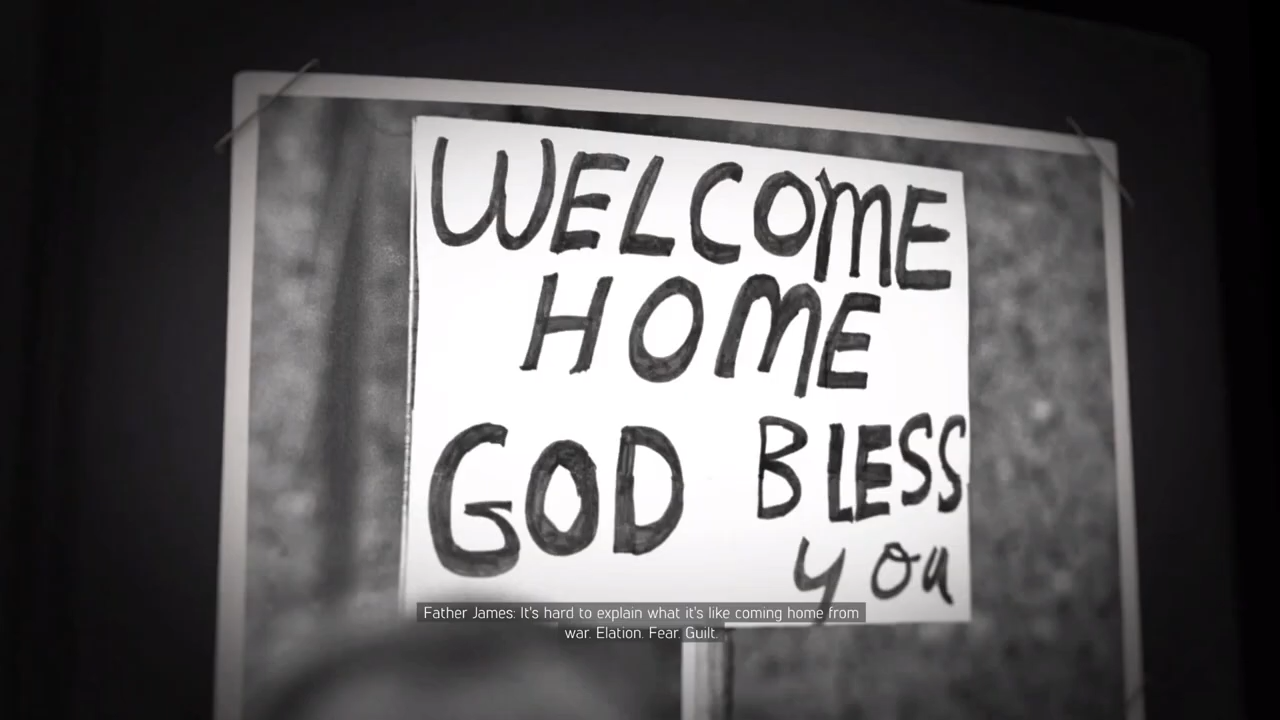 WELCOME
HOME
GOD BLESS
you
Father James: It's hard to explain what it's like coming home from
war. Elation. Fear. Guilt.